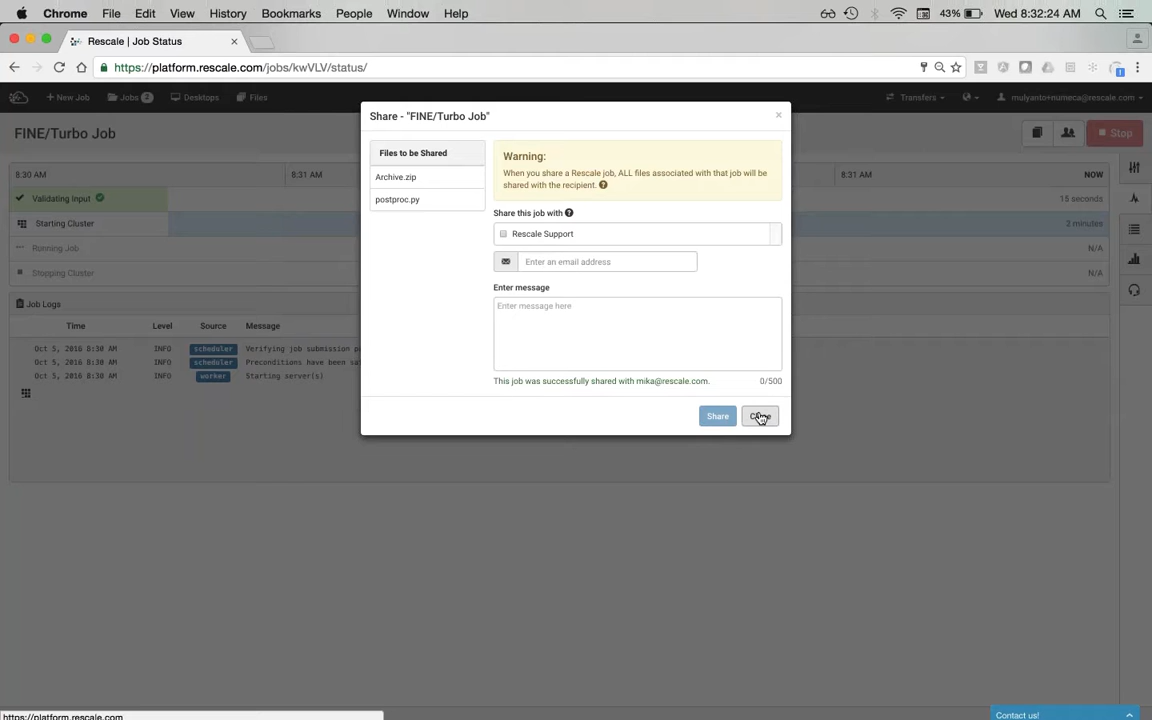 Chrome File Edit View History Bookmarks People Window Help 43% Wed 8:32:24 AM
Rescale | Job Status
https://platform.rescale.com/jobs/kwVLV/status/
+ New Job Jobs 2 Desktops Files Transfers mulyanto+numeca@rescale.com
FINE/Turbo Job Stop
8:30 AM 8:31 AM 8:31 AM NOW
Validating Input 15 seconds
Starting Cluster 2 minutes
Running Job N/A
Stopping Cluster N/A
Job Logs
Time Level Source Message
Oct 5, 2016 8:30 AM INFO scheduler Verifying job submission
Oct 5, 2016 8:30 AM INFO scheduler Preconditions have been
Oct 5, 2016 8:30 AM INFO worker Starting server(s)
Share - "FINE/Turbo Job" ×
Files to be Shared
Archive.zip
postproc.py
Warning:
When you share a Rescale job, ALL files associated with that job will be
shared with the recipient.
Share this job with
Rescale Support
Enter an email address
Enter message
Enter message here
This job was successfully shared with mika@rescale.com. 0/500
Share Close
https://platform.rescale.com
Contact us!
1